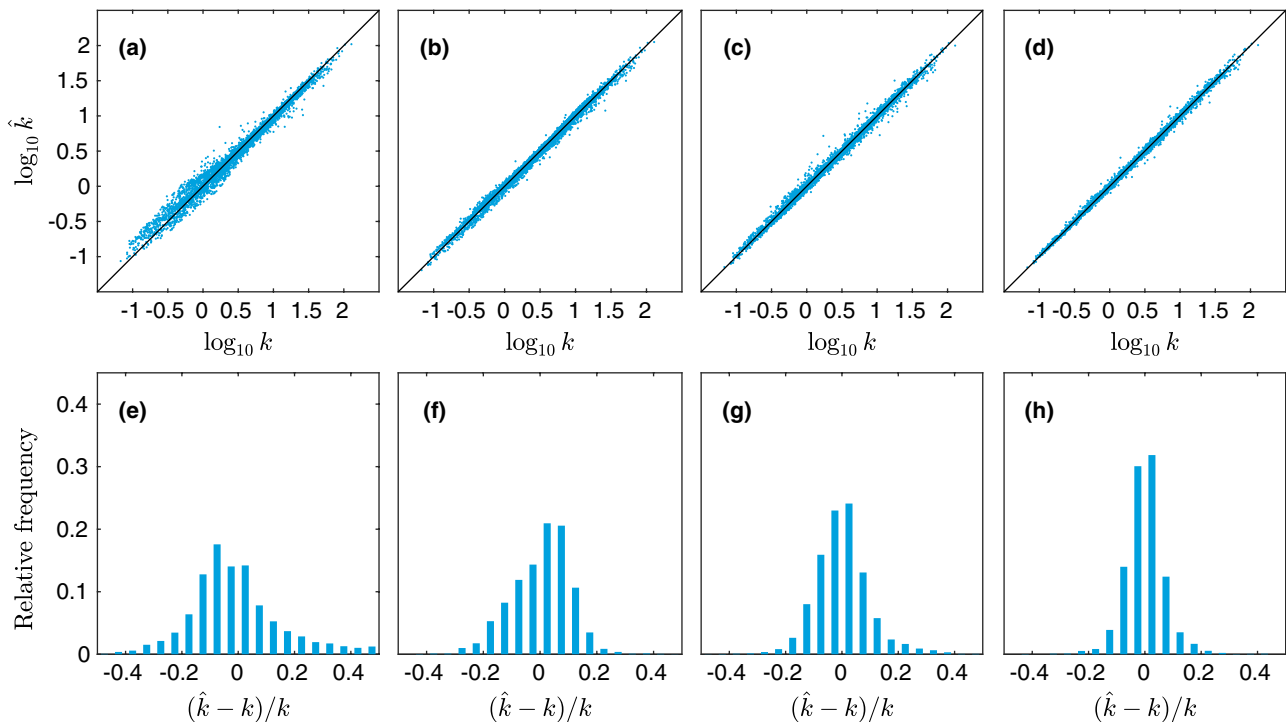 (a) (b) (c) (d)
log₁₀ k̂
2
1.5
1
0.5
0
-0.5
-1
-1 -0.5 0 0.5 1 1.5 2 -1 -0.5 0 0.5 1 1.5 2 -1 -0.5 0 0.5 1 1.5 2 -1 -0.5 0 0.5 1 1.5 2
log₁₀ k log₁₀ k log₁₀ k log₁₀ k
(e) (f) (g) (h)
Relative frequency
0.4
0.3
0.2
0.1
0
-0.4 -0.2 0 0.2 0.4 -0.4 -0.2 0 0.2 0.4 -0.4 -0.2 0 0.2 0.4 -0.4 -0.2 0 0.2 0.4
(k̂ − k)/k (k̂ − k)/k (k̂ − k)/k (k̂ − k)/k